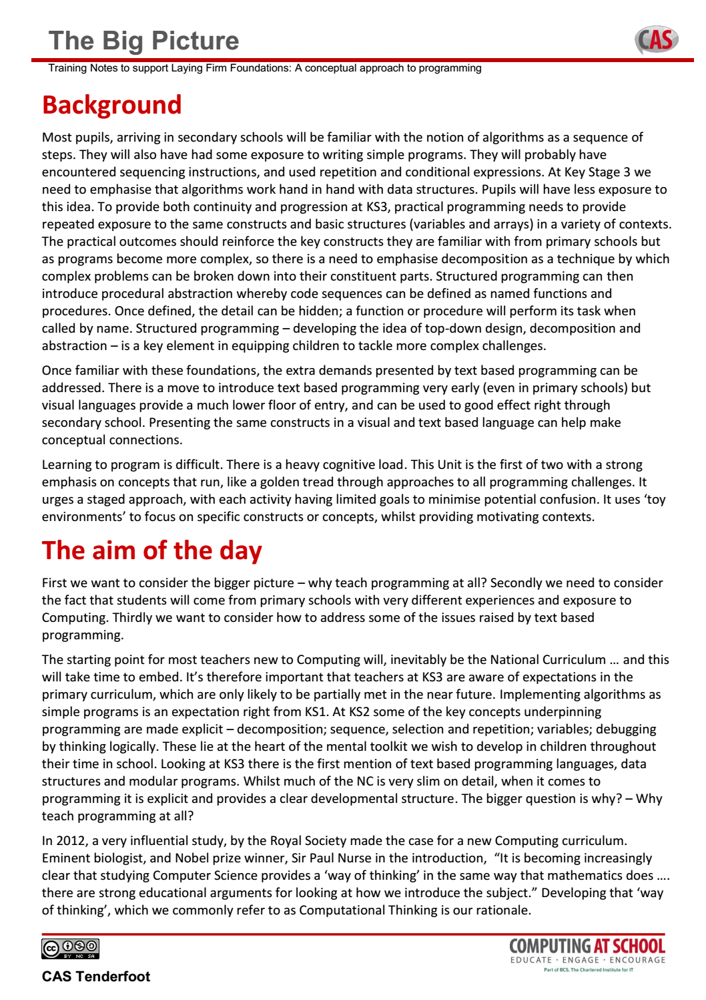 The Big Picture
CAS
Training Notes to support Laying Firm Foundations: A conceptual approach to programming
Background
Most pupils, arriving in secondary schools will be familiar with the notion of algorithms as a sequence of
steps. They will also have had some exposure to writing simple programs. They will probably have
encountered sequencing instructions, and used repetition and conditional expressions. At Key Stage 3 we
need to emphasise that algorithms work hand in hand with data structures. Pupils will have less exposure to
this idea. To provide both continuity and progression at KS3, practical programming needs to provide
repeated exposure to the same constructs and basic structures (variables and arrays) in a variety of contexts.
The practical outcomes should reinforce the key constructs they are familiar with from primary schools but
as programs become more complex, so there is a need to emphasise decomposition as a technique by which
complex problems can be broken down into their constituent parts. Structured programming can then
introduce procedural abstraction whereby code sequences can be defined as named functions and
procedures. Once defined, the detail can be hidden; a function or procedure will perform its task when
called by name. Structured programming – developing the idea of top-down design, decomposition and
abstraction – is a key element in equipping children to tackle more complex challenges.
Once familiar with these foundations, the extra demands presented by text based programming can be
addressed. There is a move to introduce text based programming very early (even in primary schools) but
visual languages provide a much lower floor of entry, and can be used to good effect right through
secondary school. Presenting the same constructs in a visual and text based language can help make
conceptual connections.
Learning to program is difficult. There is a heavy cognitive load. This Unit is the first of two with a strong
emphasis on concepts that run, like a golden tread through approaches to all programming challenges. It
urges a staged approach, with each activity having limited goals to minimise potential confusion. It uses ‘toy
environments’ to focus on specific constructs or concepts, whilst providing motivating contexts.
The aim of the day
First we want to consider the bigger picture – why teach programming at all? Secondly we need to consider
the fact that students will come from primary schools with very different experiences and exposure to
Computing. Thirdly we want to consider how to address some of the issues raised by text based
programming.
The starting point for most teachers new to Computing will, inevitably be the National Curriculum … and this
will take time to embed. It’s therefore important that teachers at KS3 are aware of expectations in the
primary curriculum, which are only likely to be partially met in the near future. Implementing algorithms as
simple programs is an expectation right from KS1. At KS2 some of the key concepts underpinning
programming are made explicit – decomposition; sequence, selection and repetition; variables; debugging
by thinking logically. These lie at the heart of the mental toolkit we wish to develop in children throughout
their time in school. Looking at KS3 there is the first mention of text based programming languages, data
structures and modular programs. Whilst much of the NC is very slim on detail, when it comes to
programming it is explicit and provides a clear developmental structure. The bigger question is why? – Why
teach programming at all?
In 2012, a very influential study, by the Royal Society made the case for a new Computing curriculum.
Eminent biologist, and Nobel prize winner, Sir Paul Nurse in the introduction,  “It is becoming increasingly
clear that studying Computer Science provides a ‘way of thinking’ in the same way that mathematics does ….
there are strong educational arguments for looking at how we introduce the subject.” Developing that ‘way
of thinking’, which we commonly refer to as Computational Thinking is our rationale.
cc BY NC SA
COMPUTING AT SCHOOL
EDUCATE · ENGAGE · ENCOURAGE
Part of BCS, The Chartered Institute for IT
CAS Tenderfoot